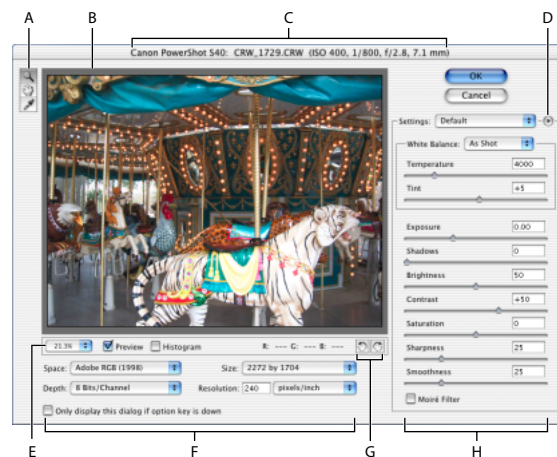 A B C D
Canon PowerShot S40: CRW_1729.CRW (ISO 400, 1/800, f/2.8, 7.1 mm)
OK
Cancel
Settings: Default
White Balance: As Shot
Temperature 4000
Tint +5
Exposure 0.00
Shadows 0
Brightness 50
Contrast +50
Saturation 0
Sharpness 25
Smoothness 25
Moiré Filter
21.3% Preview Histogram R: --- G: --- B: ---
Space: Adobe RGB (1998) Size: 2272 by 1704
Depth: 8 Bits/Channel Resolution: 240 pixels/inch
Only display this dialog if option key is down
E F G H